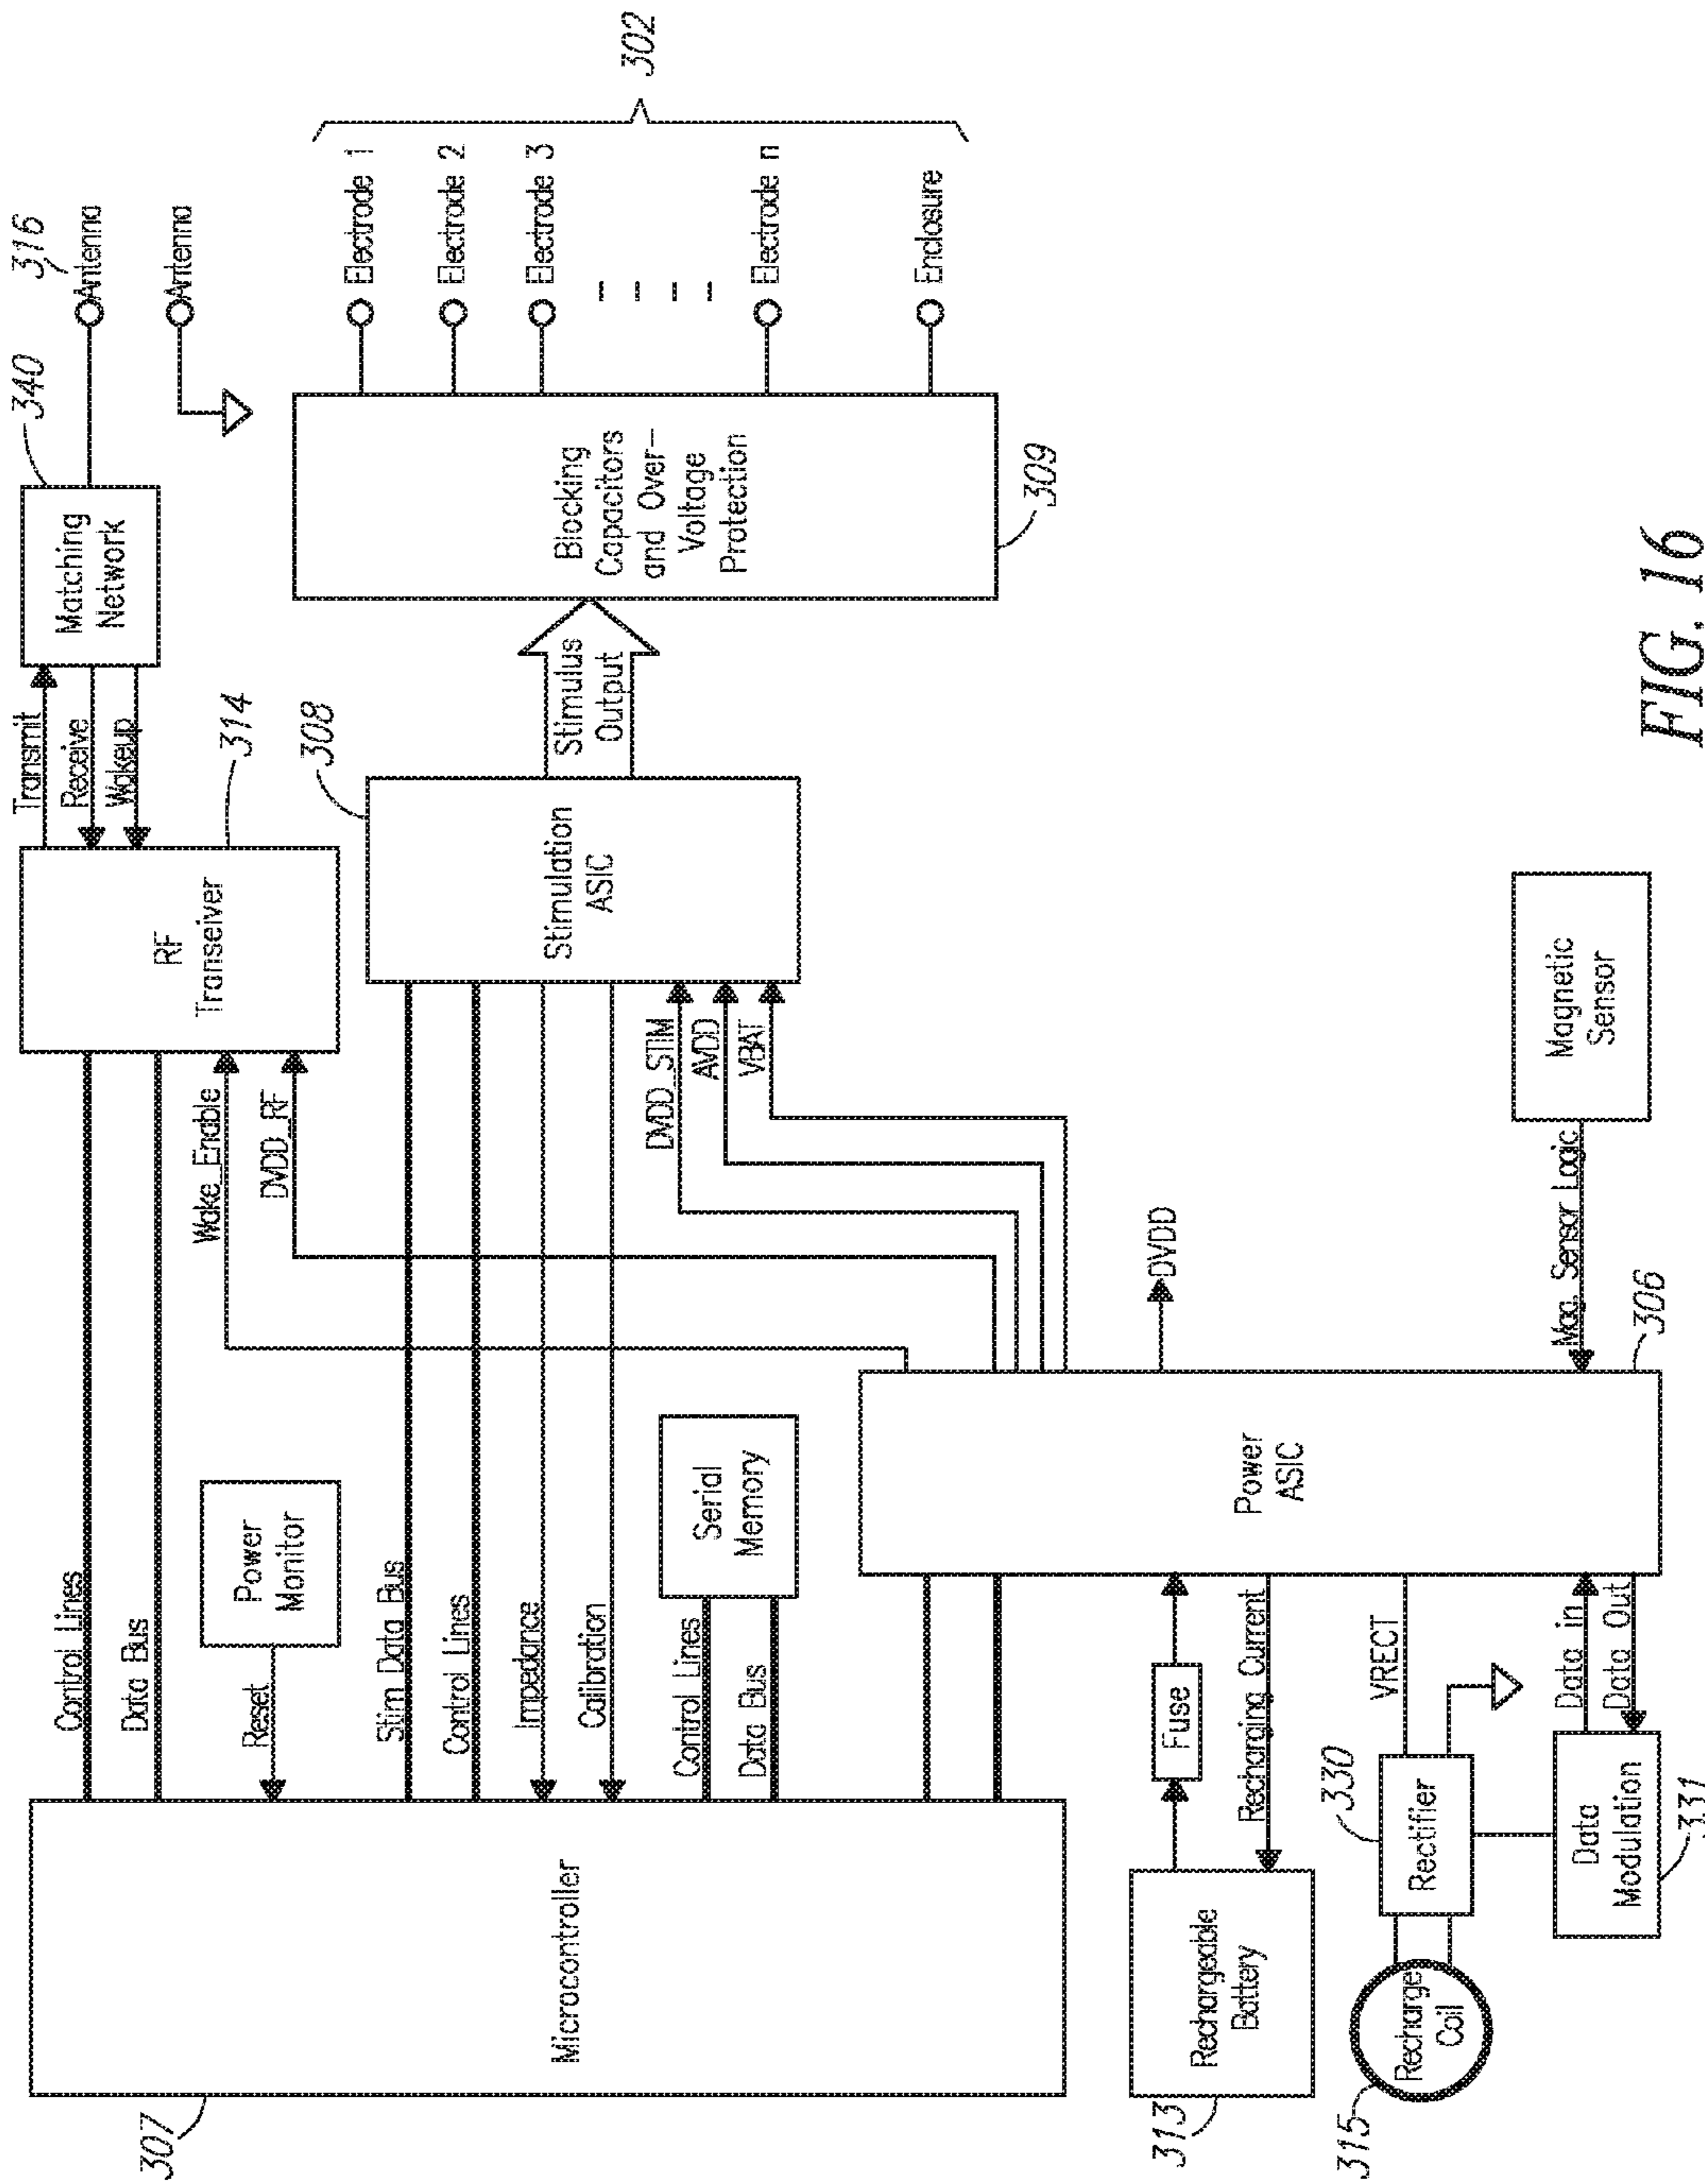 307
Microcontroller
Control Lines
Data Bus
Reset
Power
Monitor
Stim Data Bus
Control Lines
Impedance
Calibration
Control Lines
Data Bus
Serial
Memory
Wake_Enable
DVDD_RF
RF
Transeiver
314
Transmit
Receive
Wakeup
Matching
Network
340
316
Antenna
Antenna
DVDD_STIM
AVDD
VBAT
Stimulation
ASIC
308
Stimulus
Output
Blocking
Capacitors
and Over-
Voltage
Protection
309
Electrode 1
Electrode 2
Electrode 3
Electrode n
Enclosure
302
313
Rechargeable
Battery
Fuse
Recharging Current
315
Recharge
Coil
330
Rectifier
VRECT
Data
Modulation
331
Data in
Data Out
Power
ASIC
306
DVDD
Mag. Sensor Logic
Magnetic
Sensor
FIG. 16